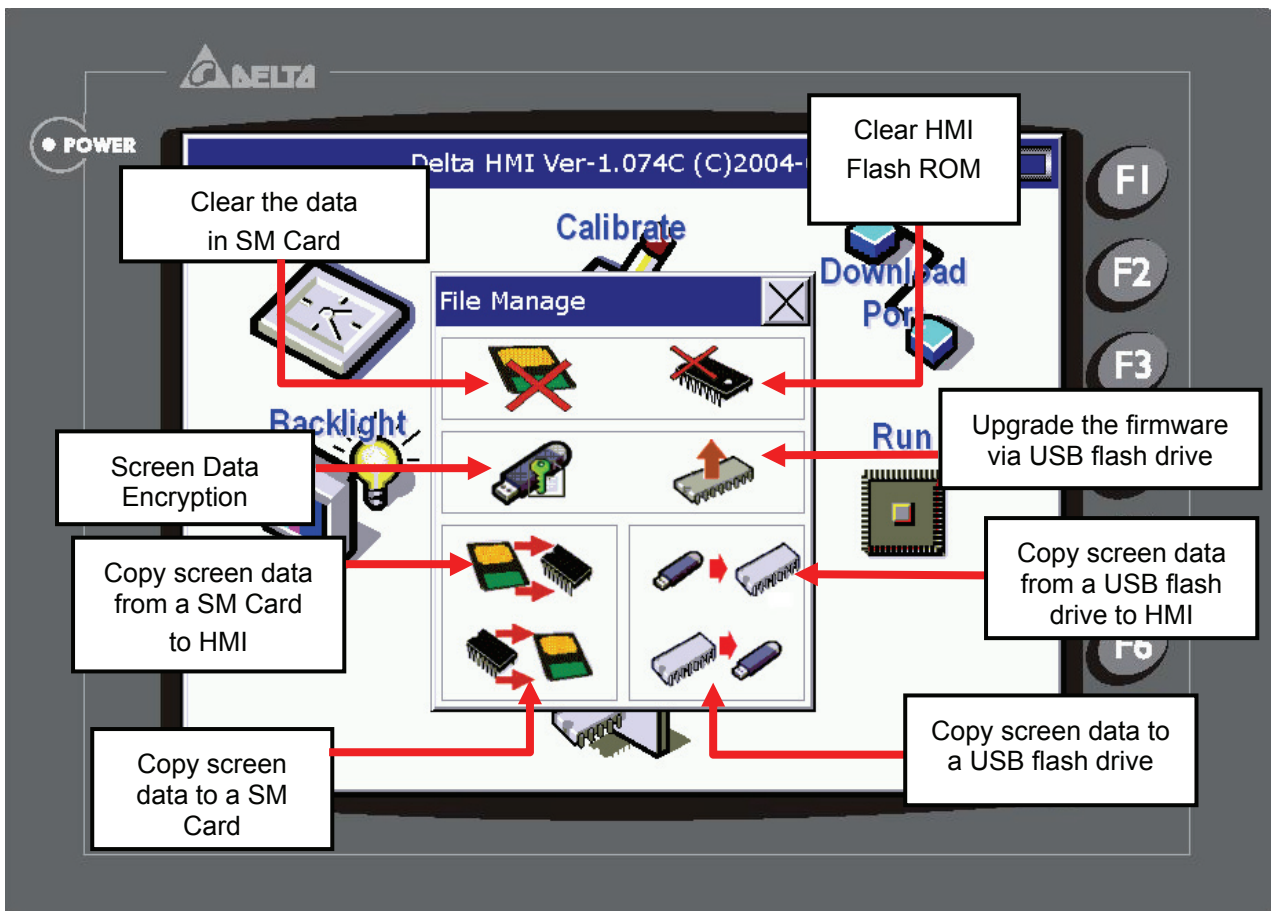 DELTA
POWER
Delta HMI Ver-1.074C (C)2004-
Clear HMI
Flash ROM
F1
Clear the data
in SM Card
Calibrate
Download
Por
F2
File Manage
F3
Backlight
Run
Upgrade the firmware
via USB flash drive
Screen Data
Encryption
Copy screen data
from a SM Card
to HMI
Copy screen data
from a USB flash
drive to HMI
F6
Copy screen data to
a USB flash drive
Copy screen
data to a SM
Card